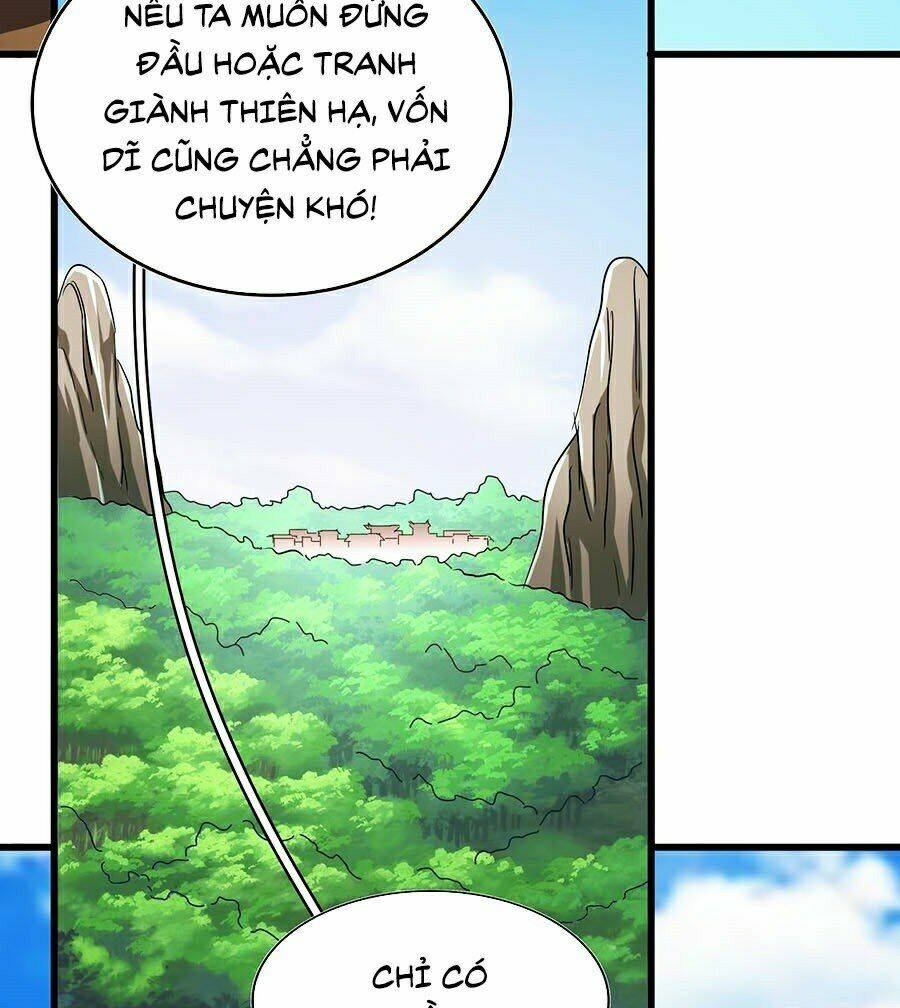 NẾU TA MUỐN ĐỨNG
ĐẦU HOẶC TRANH
GIÀNH THIÊN HẠ, VỐN
DĨ CŨNG CHẲNG PHẢI
CHUYỆN KHÓ!
CHỈ CÓ